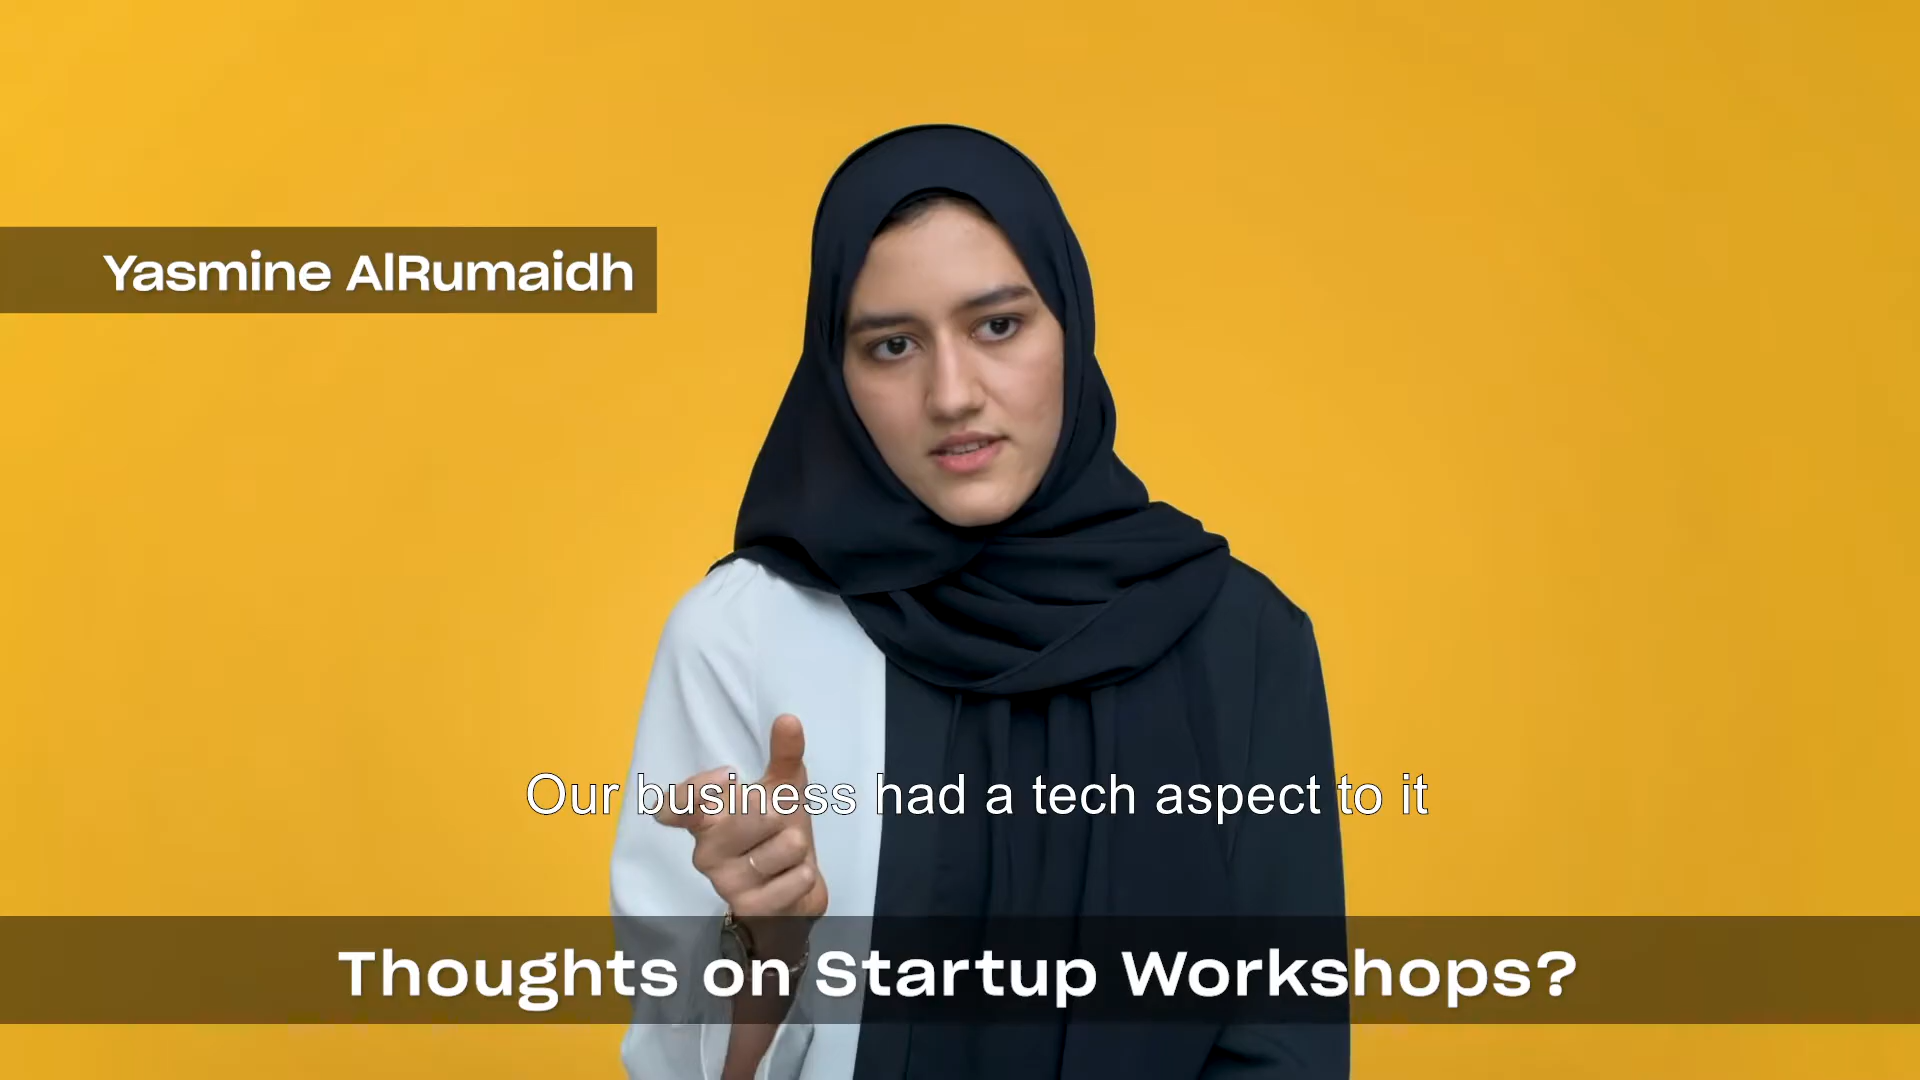 Yasmine AlRumaidh
Our business had a tech aspect to it
Thoughts on Startup Workshops?